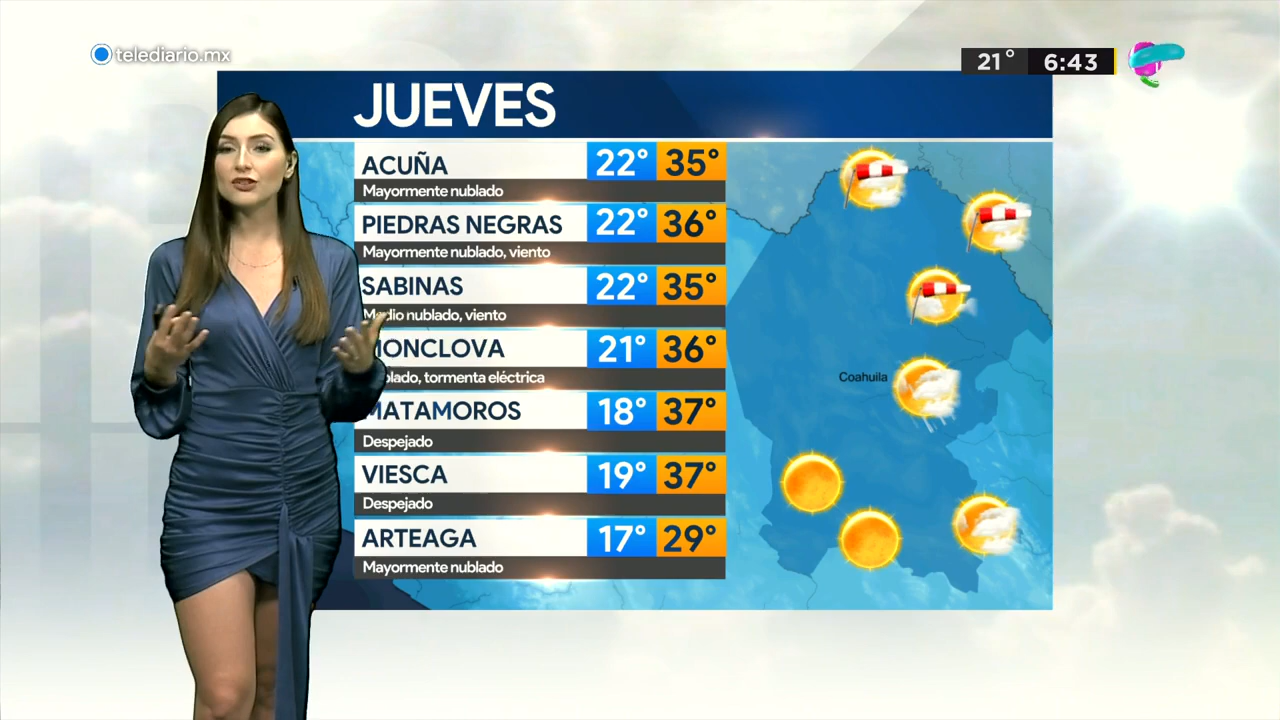 telediario.mx
21° 6:43
JUEVES
ACUÑA 22° 35°
Mayormente nublado
PIEDRAS NEGRAS 22° 36°
Mayormente nublado, viento
SABINAS 22° 35°
Medio nublado, viento
MONCLOVA 21° 36°
Nublado, tormenta eléctrica
MATAMOROS 18° 37°
Despejado
VIESCA 19° 37°
Despejado
ARTEAGA 17° 29°
Mayormente nublado
Coahuila